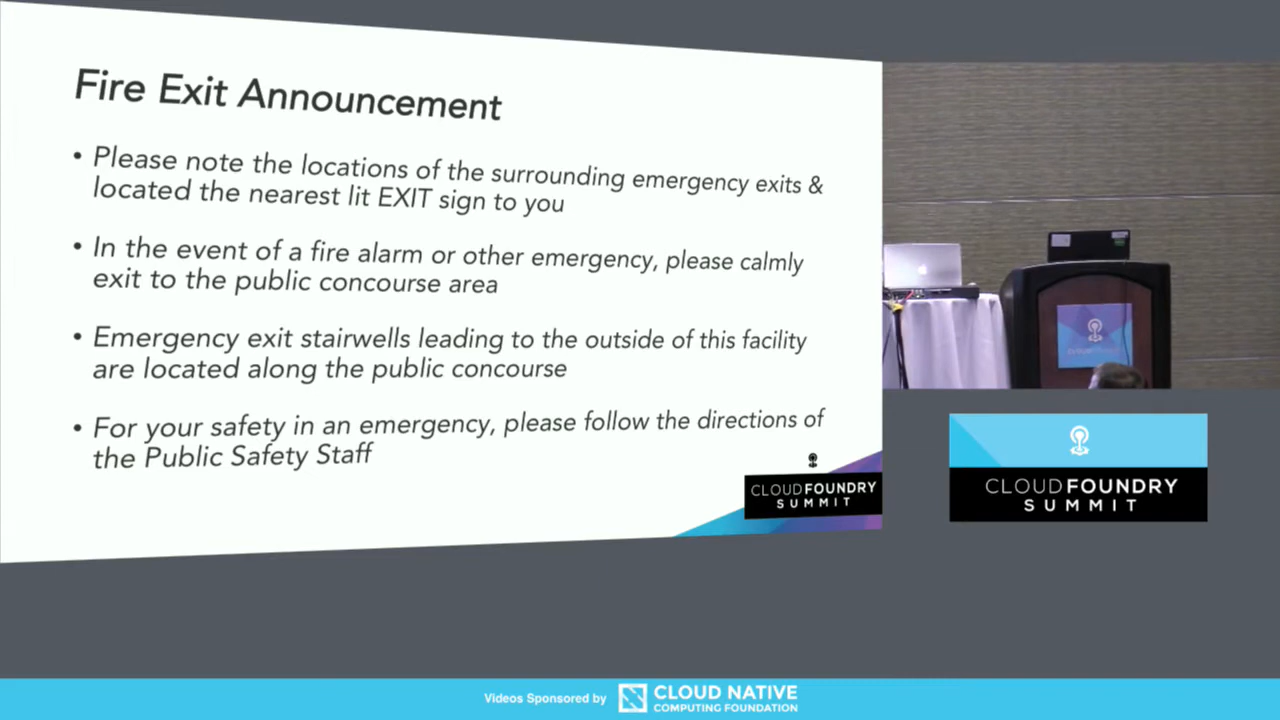 Fire Exit Announcement
• Please note the locations of the surrounding emergency exits &
located the nearest lit EXIT sign to you
• In the event of a fire alarm or other emergency, please calmly
exit to the public concourse area
• Emergency exit stairwells leading to the outside of this facility
are located along the public concourse
• For your safety in an emergency, please follow the directions of
the Public Safety Staff
CLOUDFOUNDRY
SUMMIT
CLOUDFOUNDRY
SUMMIT
Videos Sponsored by
CLOUD NATIVE
COMPUTING FOUNDATION